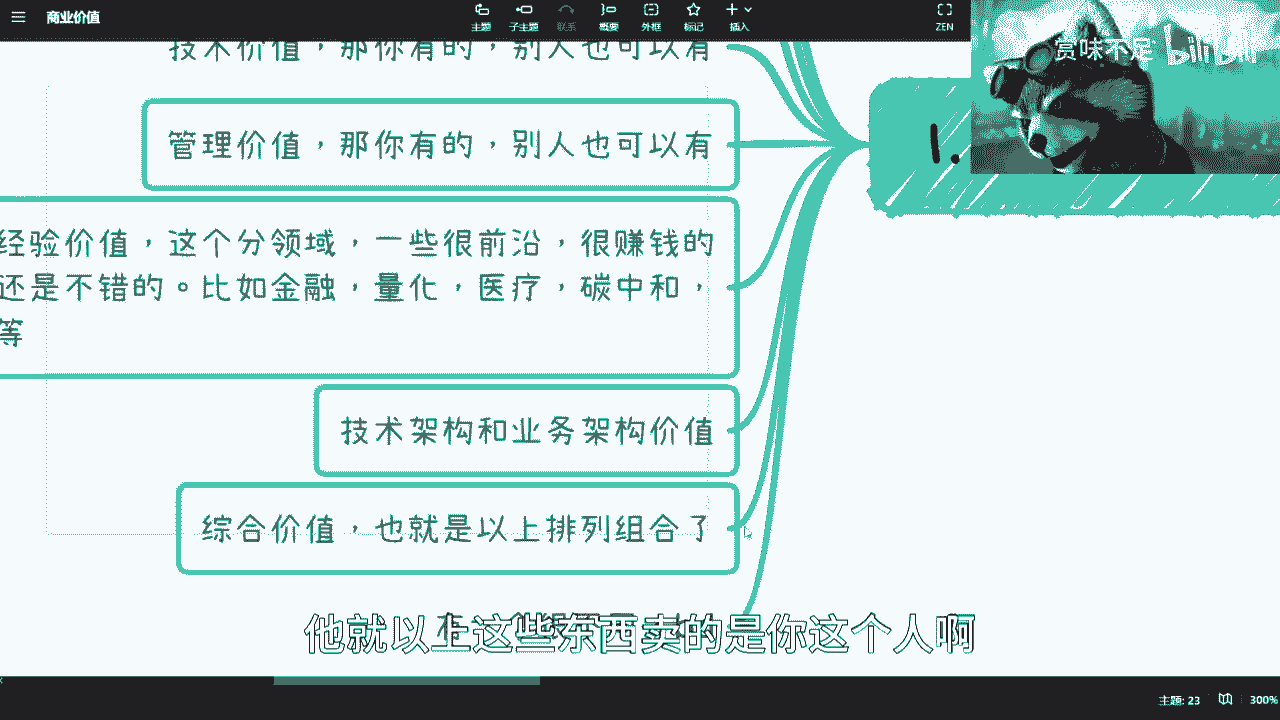 商业价值
主题
子主题
联系
概要
外框
标记
插入
ZEN
赏味不足 bilibili
技术价值，那你有的，别人也可以有
管理价值，那你有的，别人也可以有
1.
经验价值，这个分领域，一些很前沿，很赚钱的
还是不错的。比如金融，量化，医疗，碳中和，
等
技术架构和业务架构价值
综合价值，也就是以上排列组合了
他就以上这些东西卖的是你这个人啊
主题: 23
300%